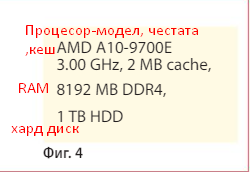 Процесор-модел, честата
,кеш AMD A10-9700E
3.00 GHz, 2 MB cache,
RAM 8192 MB DDR4,
1 TB HDD
хард диск
Фиг. 4